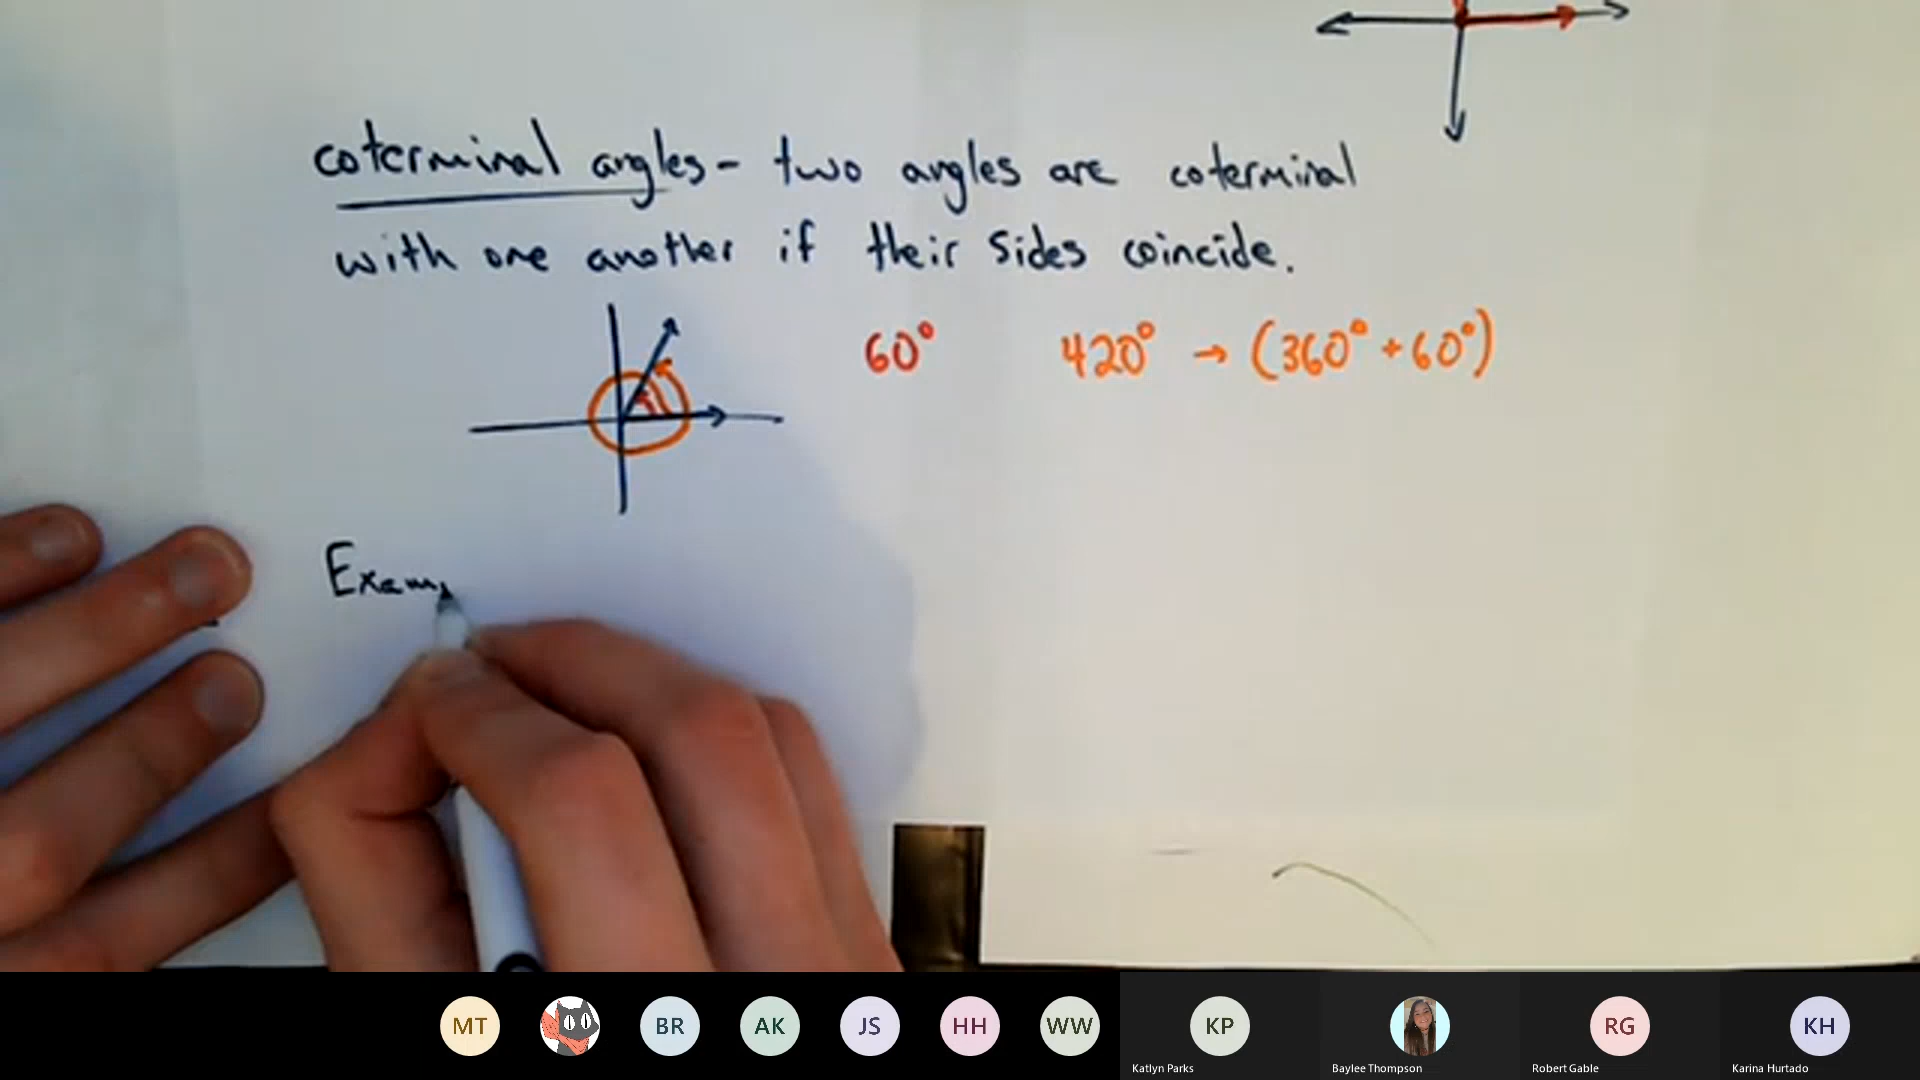 coterminal angles - two angles are coterminal
with one another if their sides coincide.
60° 420° → (360° + 60°)
Exam
MT BR AK JS HH WW KP RG KH
Katlyn Parks Baylee Thompson Robert Gable Karina Hurtado